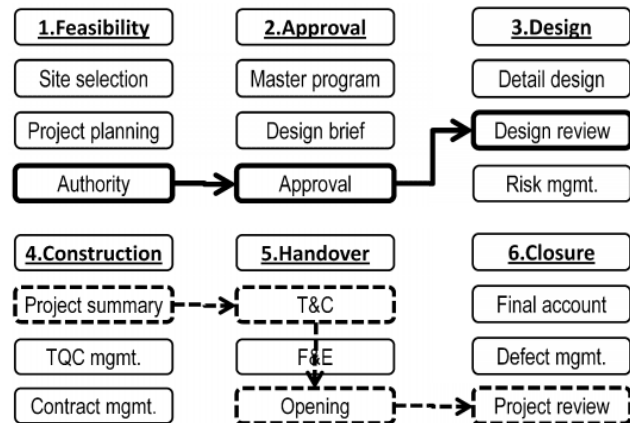 1.Feasibility
2.Approval
3.Design
Site selection
Master program
Detail design
Project planning
Design brief
Design review
Authority
Approval
Risk mgmt.
4.Construction
5.Handover
6.Closure
Project summary
T&C
Final account
TQC mgmt.
F&E
Defect mgmt.
Contract mgmt.
Opening
Project review